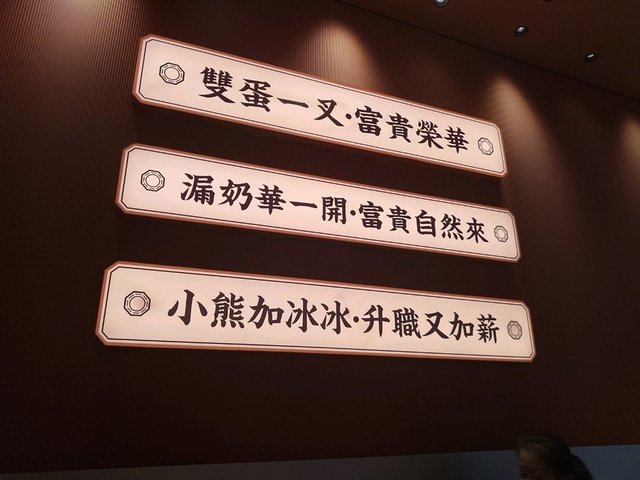 雙蛋一叉·富貴榮華
漏奶華一開·富貴自然來
小熊加冰冰·升職又加薪